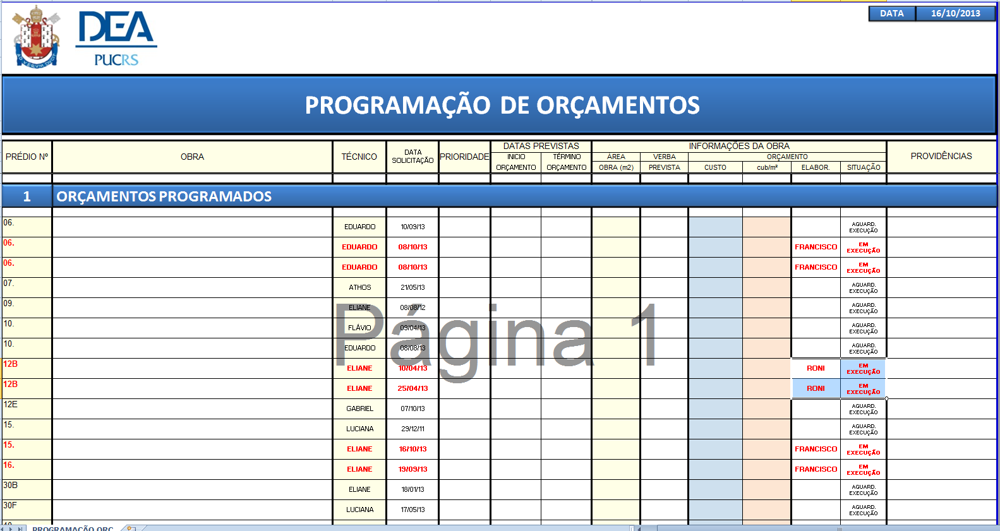 DEA
PUCRS
DATA 16/10/2013
PROGRAMAÇÃO DE ORÇAMENTOS
PRÉDIO Nº OBRA TÉCNICO DATA SOLICITAÇÃO PRIORIDADE DATAS PREVISTAS INFORMAÇÕES DA OBRA PROVIDÊNCIAS
INICIO ORÇAMENTO TÉRMINO ORÇAMENTO ÁREA OBRA (m2) VERBA PREVISTA ORÇAMENTO
CUSTO cub/m² ELABOR. SITUAÇÃO
1 ORÇAMENTOS PROGRAMADOS
06. EDUARDO 10/09/13 AGUARD. EXECUÇÃO
06. EDUARDO 08/10/13 FRANCISCO EM EXECUÇÃO
06. EDUARDO 08/10/13 FRANCISCO EM EXECUÇÃO
07. ATHOS 21/05/13 AGUARD. EXECUÇÃO
09. ELIANE 08/08/12 AGUARD. EXECUÇÃO
10. FLÁVIO 09/04/13 AGUARD. EXECUÇÃO
10. EDUARDO 08/08/13 AGUARD. EXECUÇÃO
Página 1
12B ELIANE 10/04/13 RONI EM EXECUÇÃO
12B ELIANE 25/04/13 RONI EM EXECUÇÃO
12E GABRIEL 07/10/13 AGUARD. EXECUÇÃO
15. LUCIANA 29/12/11 AGUARD. EXECUÇÃO
15. ELIANE 16/10/13 FRANCISCO EM EXECUÇÃO
16. ELIANE 19/09/13 FRANCISCO EM EXECUÇÃO
30B ELIANE 18/01/13 AGUARD. EXECUÇÃO
30F LUCIANA 17/05/13 AGUARD. EXECUÇÃO
PROGRAMAÇÃO ORÇ